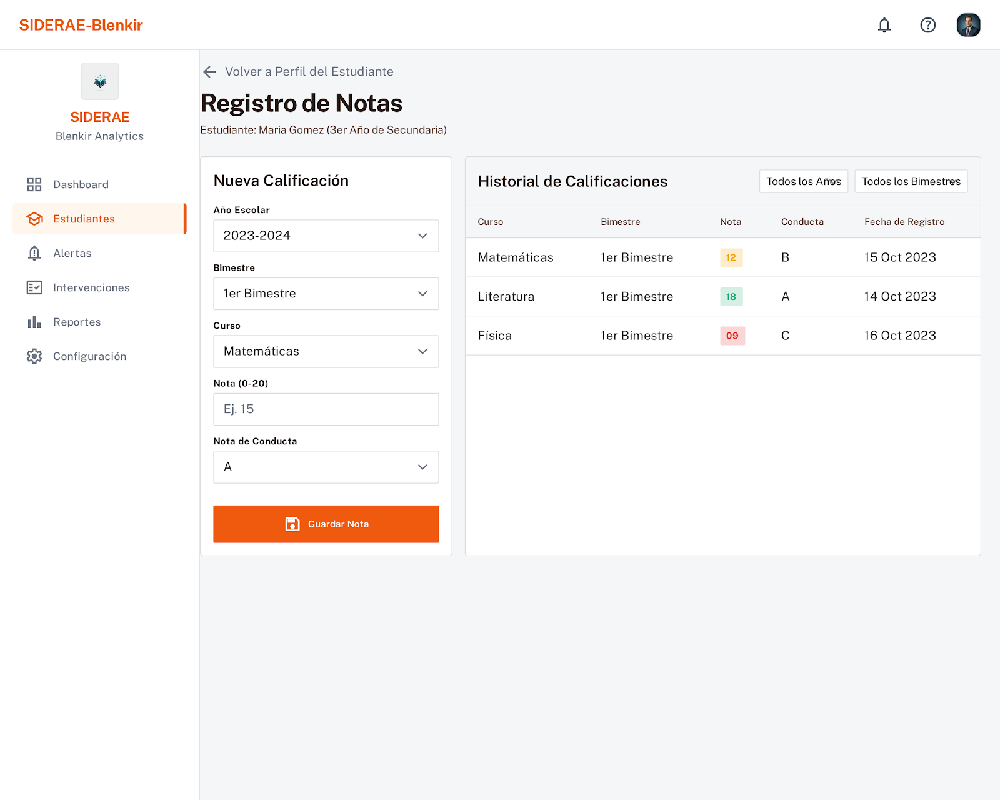 SIDERAE-Blenkir
SIDERAE
Blenkir Analytics
Dashboard
Estudiantes
Alertas
Intervenciones
Reportes
Configuración
Volver a Perfil del Estudiante
Registro de Notas
Estudiante: Maria Gomez (3er Año de Secundaria)
Nueva Calificación
Año Escolar
2023-2024
Bimestre
1er Bimestre
Curso
Matemáticas
Nota (0-20)
Ej. 15
Nota de Conducta
A
Guardar Nota
Historial de Calificaciones
Todos los Años
Todos los Bimestres
Curso Bimestre Nota Conducta Fecha de Registro
Matemáticas 1er Bimestre 12 B 15 Oct 2023
Literatura 1er Bimestre 18 A 14 Oct 2023
Física 1er Bimestre 09 C 16 Oct 2023